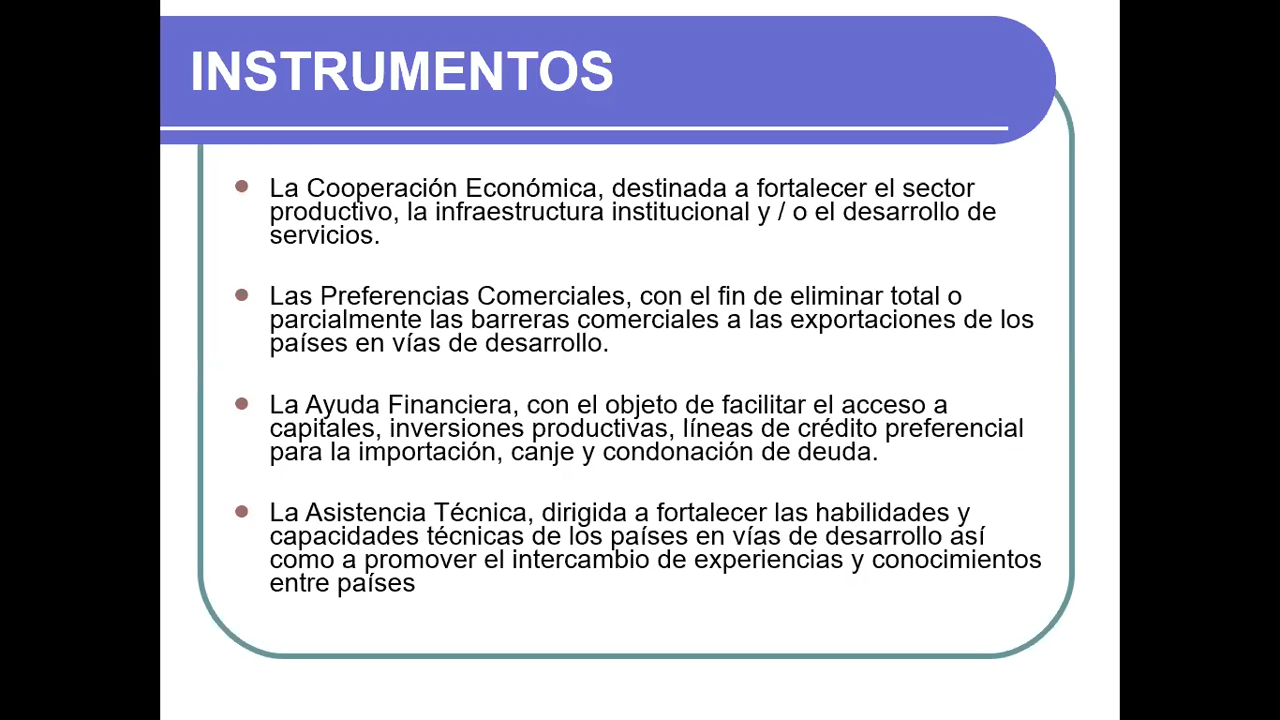 INSTRUMENTOS
La Cooperación Económica, destinada a fortalecer el sector
productivo, la infraestructura institucional y / o el desarrollo de
servicios.
Las Preferencias Comerciales, con el fin de eliminar total o
parcialmente las barreras comerciales a las exportaciones de los
países en vías de desarrollo.
La Ayuda Financiera, con el objeto de facilitar el acceso a
capitales, inversiones productivas, líneas de crédito preferencial
para la importación, canje y condonación de deuda.
La Asistencia Técnica, dirigida a fortalecer las habilidades y
capacidades técnicas de los países en vías de desarrollo así
como a promover el intercambio de experiencias y conocimientos
entre países